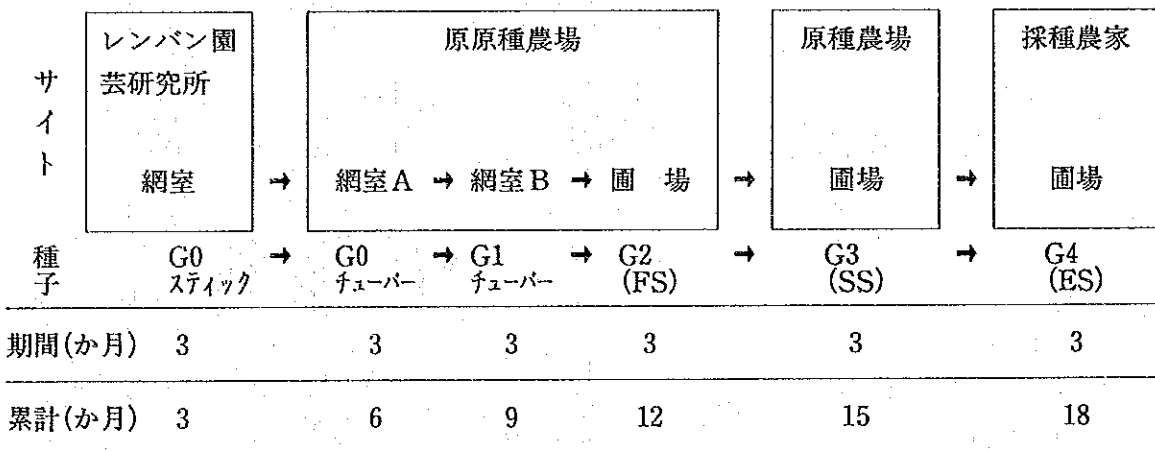 サイト
レンバン園芸研究所
網室
→
原原種農場
網室A → 網室B → 圃 場
→
原種農場
圃場
→
採種農家
圃場
種子 G0 → G0 → G1 → G2 → G3 → G4
スティック チューバー チューバー (FS) (SS) (ES)
期間(か月) 3 3 3 3 3 3
累計(か月) 3 6 9 12 15 18